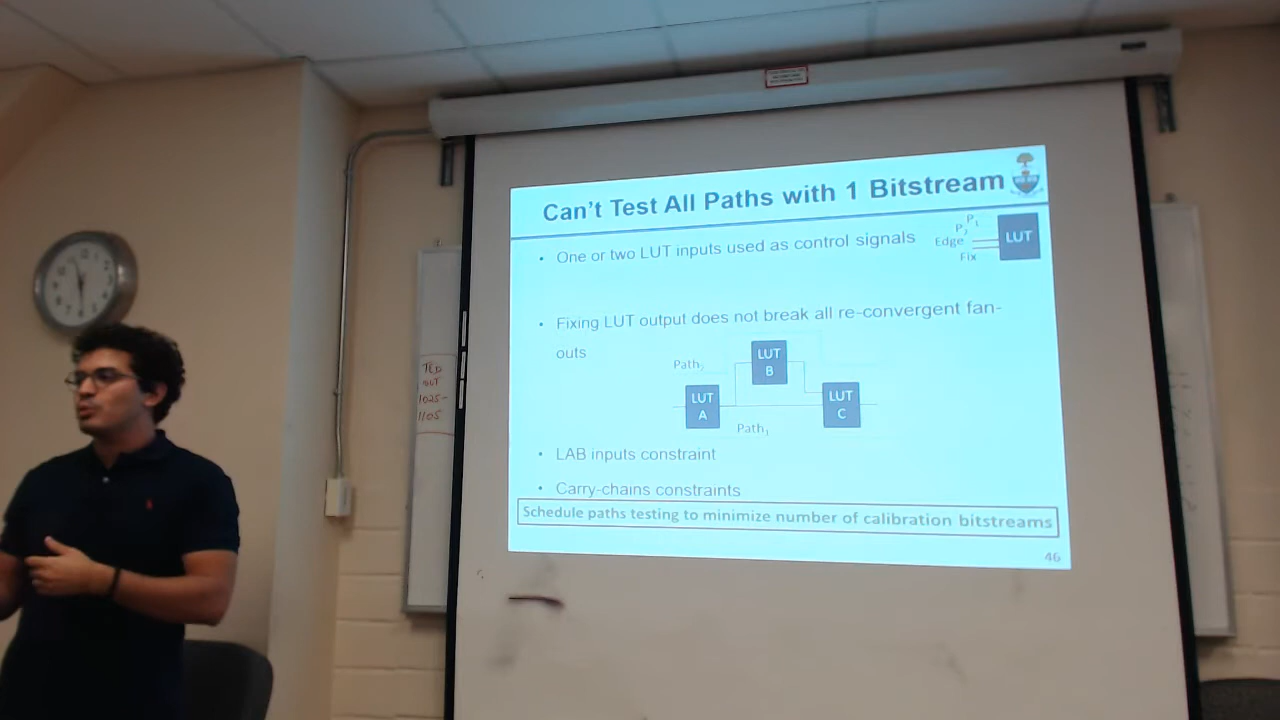 Can't Test All Paths with 1 Bitstream
• One or two LUT inputs used as control signals
P₁
P₂
Edge
Fix
LUT
• Fixing LUT output does not break all re-convergent fan-
outs
Path₂
LUT
B
LUT
A
LUT
C
Path₁
• LAB inputs constraint
• Carry-chains constraints
Schedule paths testing to minimize number of calibration bitstreams
46
1025-
1105